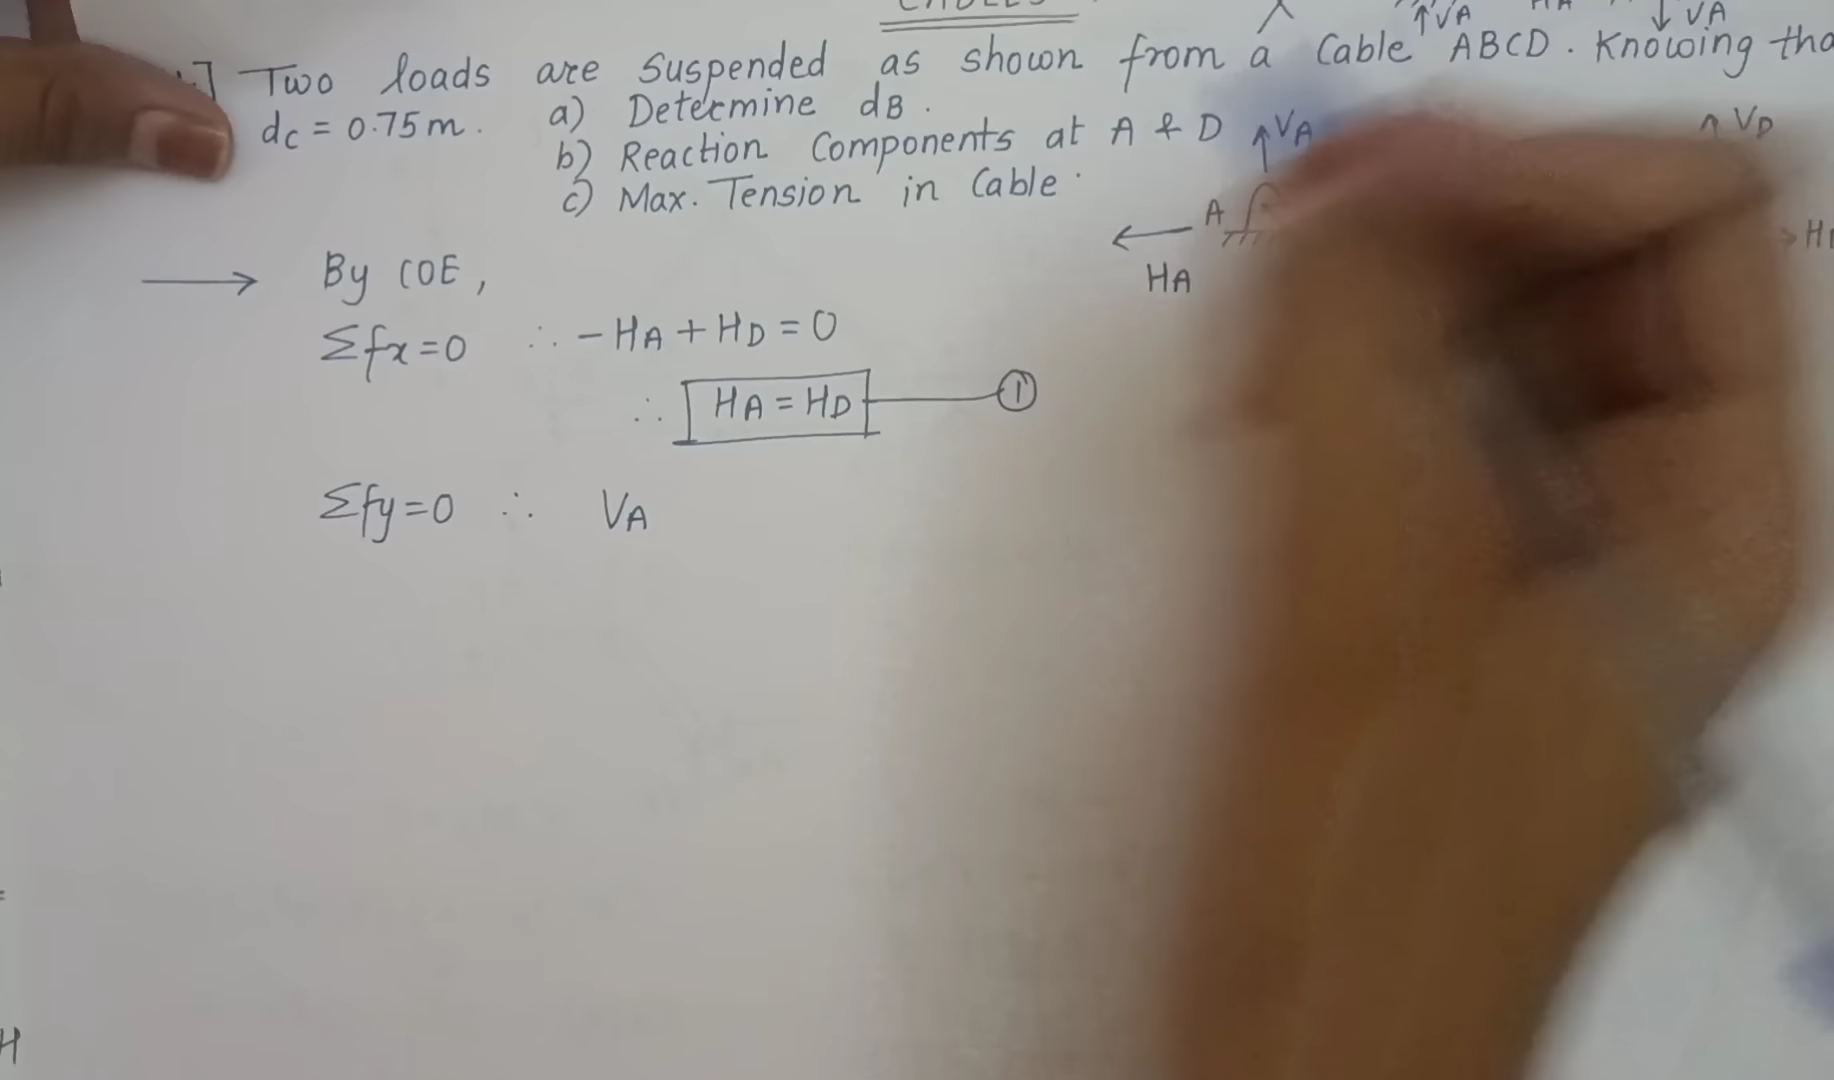 CABLES
VA HA VA
Two loads are suspended as shown from a Cable ABCD. Knowing
dc = 0.75m. a) Determine dB.
b) Reaction Components at A & D
c) Max. Tension in Cable.
VA VD
A
HA
By COE,
Σfx=0 ∴ -HA + HD = 0
∴ HA = HD ①
Σfy=0 ∴ VA
H